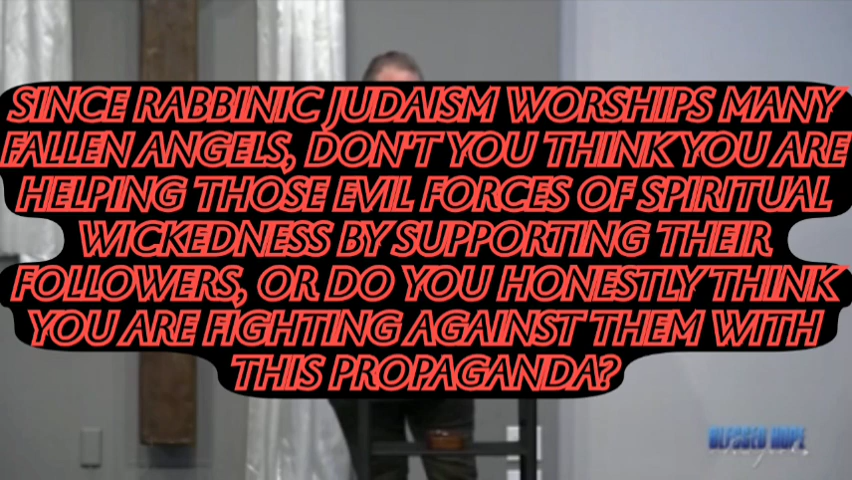 SINCE RABBINIC JUDAISM WORSHIPS MANY
FALLEN ANGELS, DON'T YOU THINK YOU ARE
HELPING THOSE EVIL FORCES OF SPIRITUAL
WICKEDNESS BY SUPPORTING THEIR
FOLLOWERS, OR DO YOU HONESTLY THINK
YOU ARE FIGHTING AGAINST THEM WITH
THIS PROPAGANDA?
BLESSED HOPE